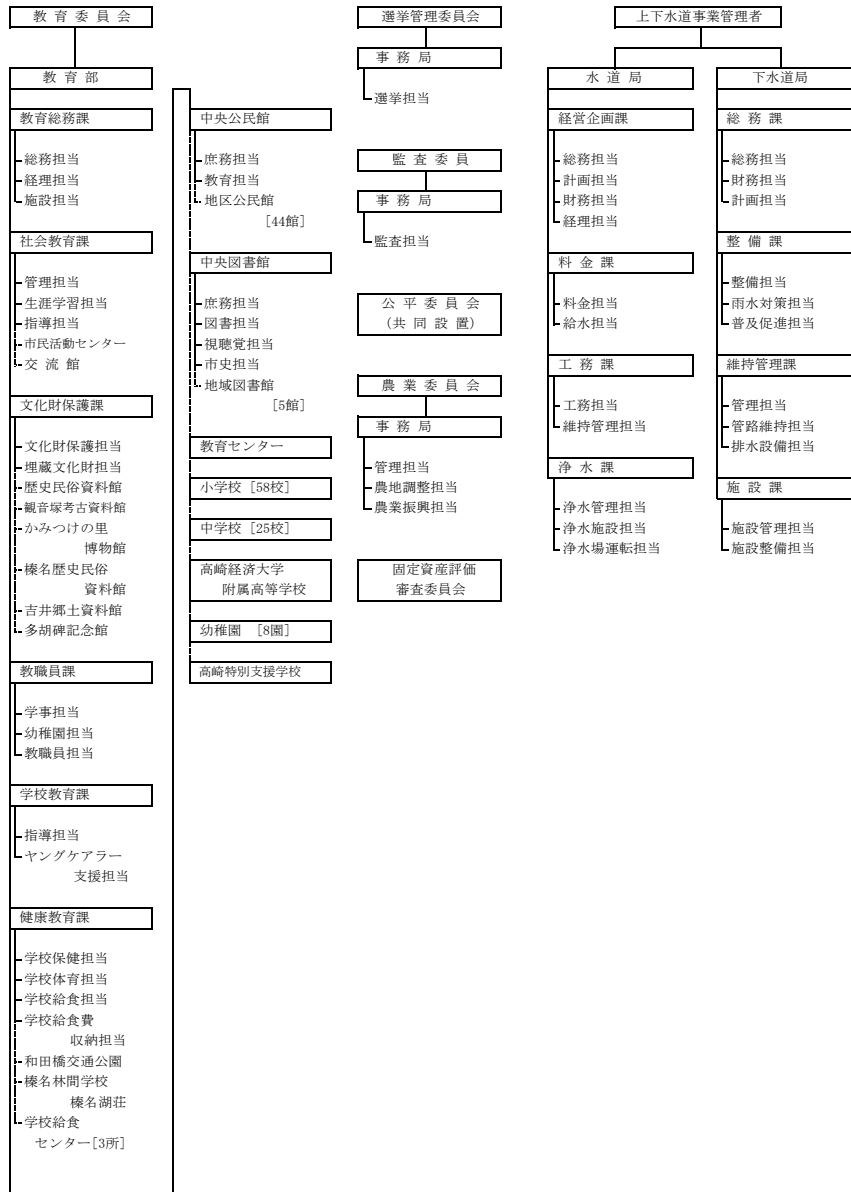 教育委員会
教育部
教育総務課
総務担当
経理担当
施設担当
社会教育課
管理担当
生涯学習担当
指導担当
市民活動センター
交流館
文化財保護課
文化財保護担当
埋蔵文化財担当
歴史民俗資料館
観音塚考古資料館
かみつけの里
博物館
榛名歴史民俗
資料館
吉井郷土資料館
多胡碑記念館
教職員課
学事担当
幼稚園担当
教職員担当
学校教育課
指導担当
ヤングケアラー
支援担当
健康教育課
学校保健担当
学校体育担当
学校給食担当
学校給食費
収納担当
和田橋交通公園
榛名林間学校
榛名湖荘
学校給食
センター[3所]
中央公民館
庶務担当
教育担当
地区公民館
[44館]
中央図書館
庶務担当
図書担当
視聴覚担当
市史担当
地域図書館
[5館]
教育センター
小学校 [58校]
中学校 [25校]
高崎経済大学
附属高等学校
幼稚園 [8園]
高崎特別支援学校
選挙管理委員会
事務局
選挙担当
監査委員
事務局
監査担当
公平委員会
(共同設置)
農業委員会
事務局
管理担当
農地調整担当
農業振興担当
固定資産評価
審査委員会
上下水道事業管理者
水道局
経営企画課
総務担当
計画担当
財務担当
経理担当
料金課
料金担当
給水担当
工務課
工務担当
維持管理担当
浄水課
浄水管理担当
浄水施設担当
浄水場運転担当
下水道局
総務課
総務担当
財務担当
計画担当
整備課
整備担当
雨水対策担当
普及促進担当
維持管理課
管理担当
管路維持担当
排水設備担当
施設課
施設管理担当
施設整備担当